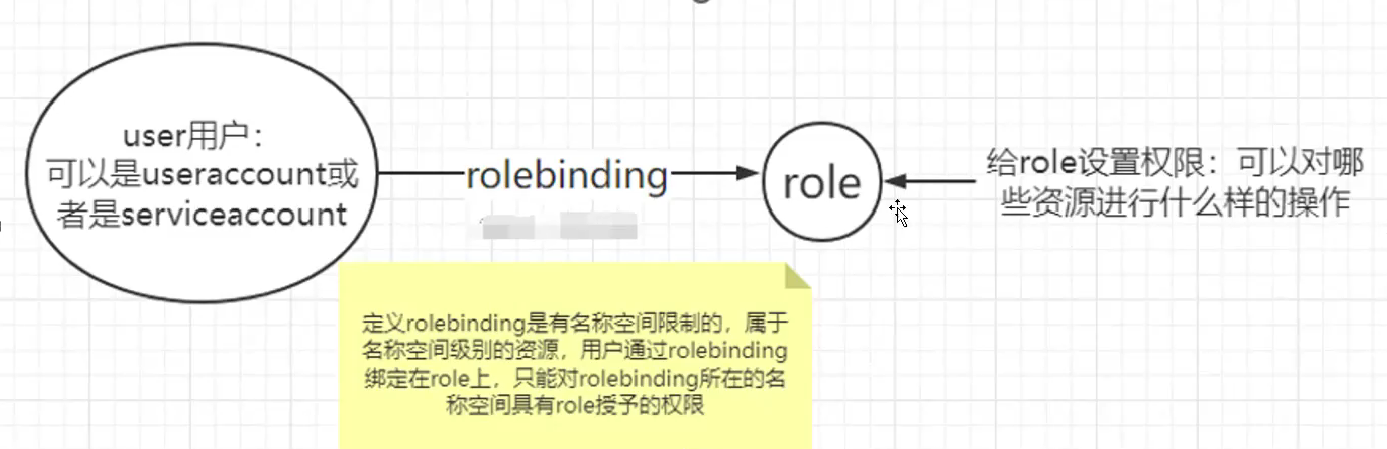 user用户：
可以是useraccount或
者是serviceaccount
rolebinding
role
给role设置权限：可以对哪
些资源进行什么样的操作
定义rolebinding是有名称空间限制的，属于
名称空间级别的资源，用户通过rolebinding
绑定在role上，只能对rolebinding所在的名
称空间具有role授予的权限